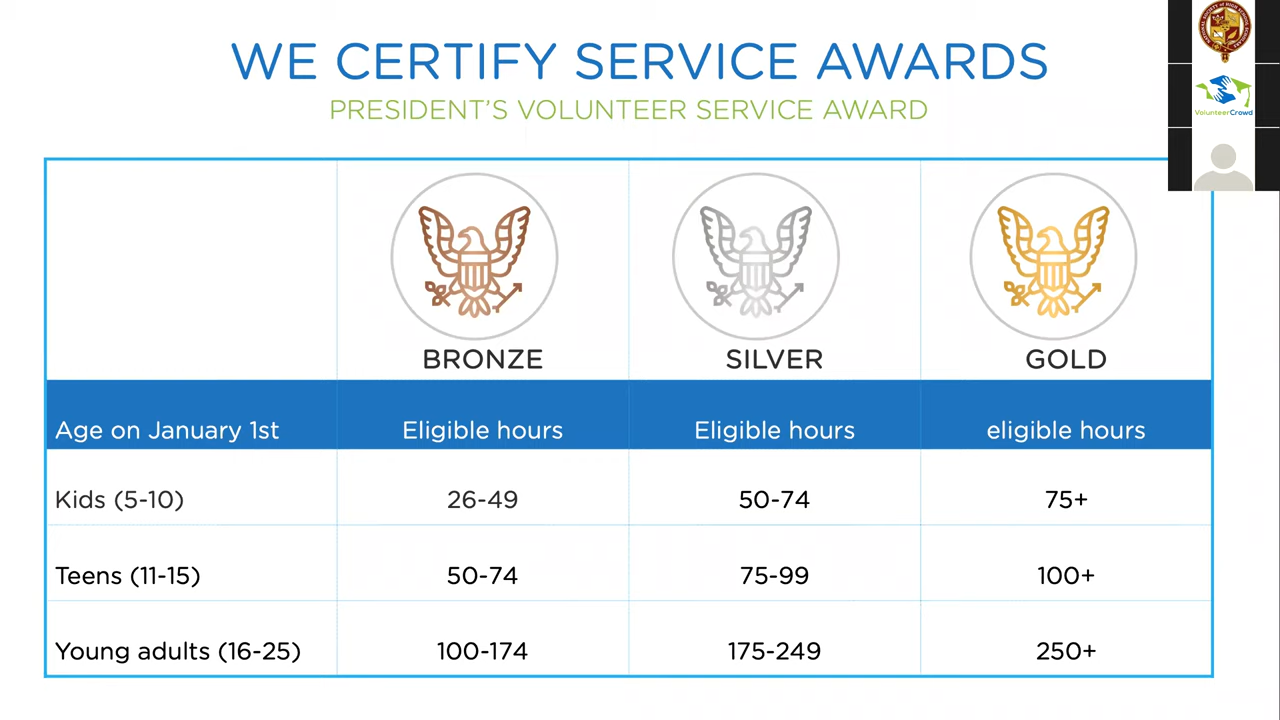 WE CERTIFY SERVICE AWARDS
PRESIDENT'S VOLUNTEER SERVICE AWARD
VolunteerCrowd
BRONZE SILVER GOLD
Age on January 1st Eligible hours Eligible hours eligible hours
Kids (5-10) 26-49 50-74 75+
Teens (11-15) 50-74 75-99 100+
Young adults (16-25) 100-174 175-249 250+